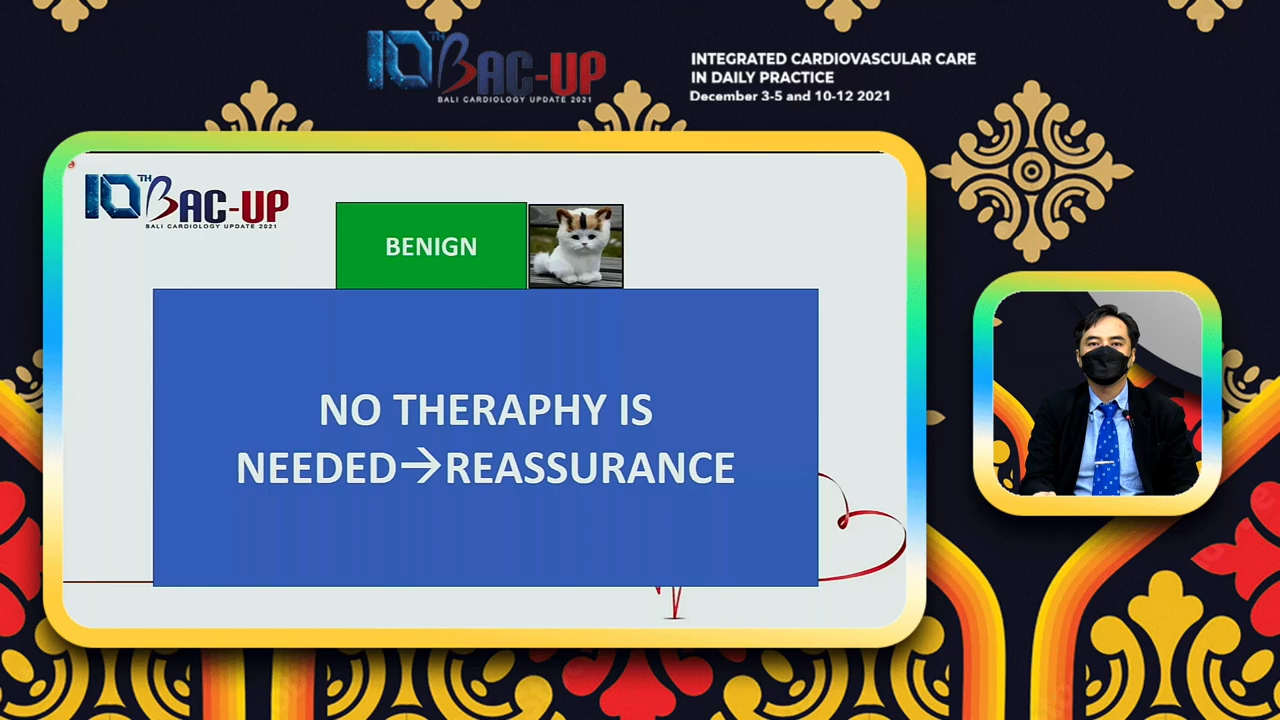 10TH BAC-UP
BALI CARDIOLOGY UPDATE 2021
INTEGRATED CARDIOVASCULAR CARE
IN DAILY PRACTICE
December 3-5 and 10-12 2021
10TH BAC-UP
BALI CARDIOLOGY UPDATE 2021
BENIGN
NO THERAPHY IS
NEEDED→REASSURANCE